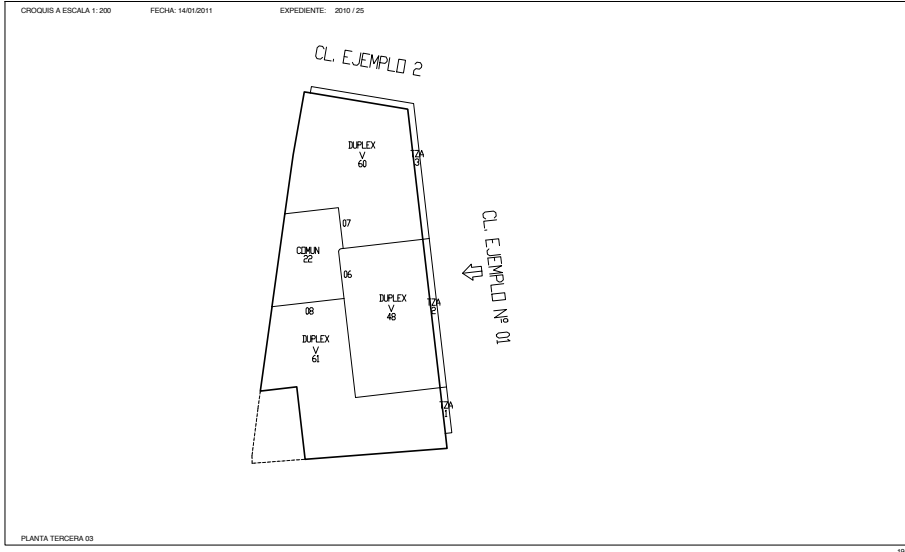 CROQUIS A ESCALA 1: 200 FECHA: 14/01/2011 EXPEDIENTE: 2010 / 25
CL. EJEMPLO 2
DUPLEX
V
60
TZA
3
07
COMUN
22
06
CL. EJEMPLO Nº 01
DUPLEX
V
48
TZA
2
08
DUPLEX
V
61
TZA
1
PLANTA TERCERA 03